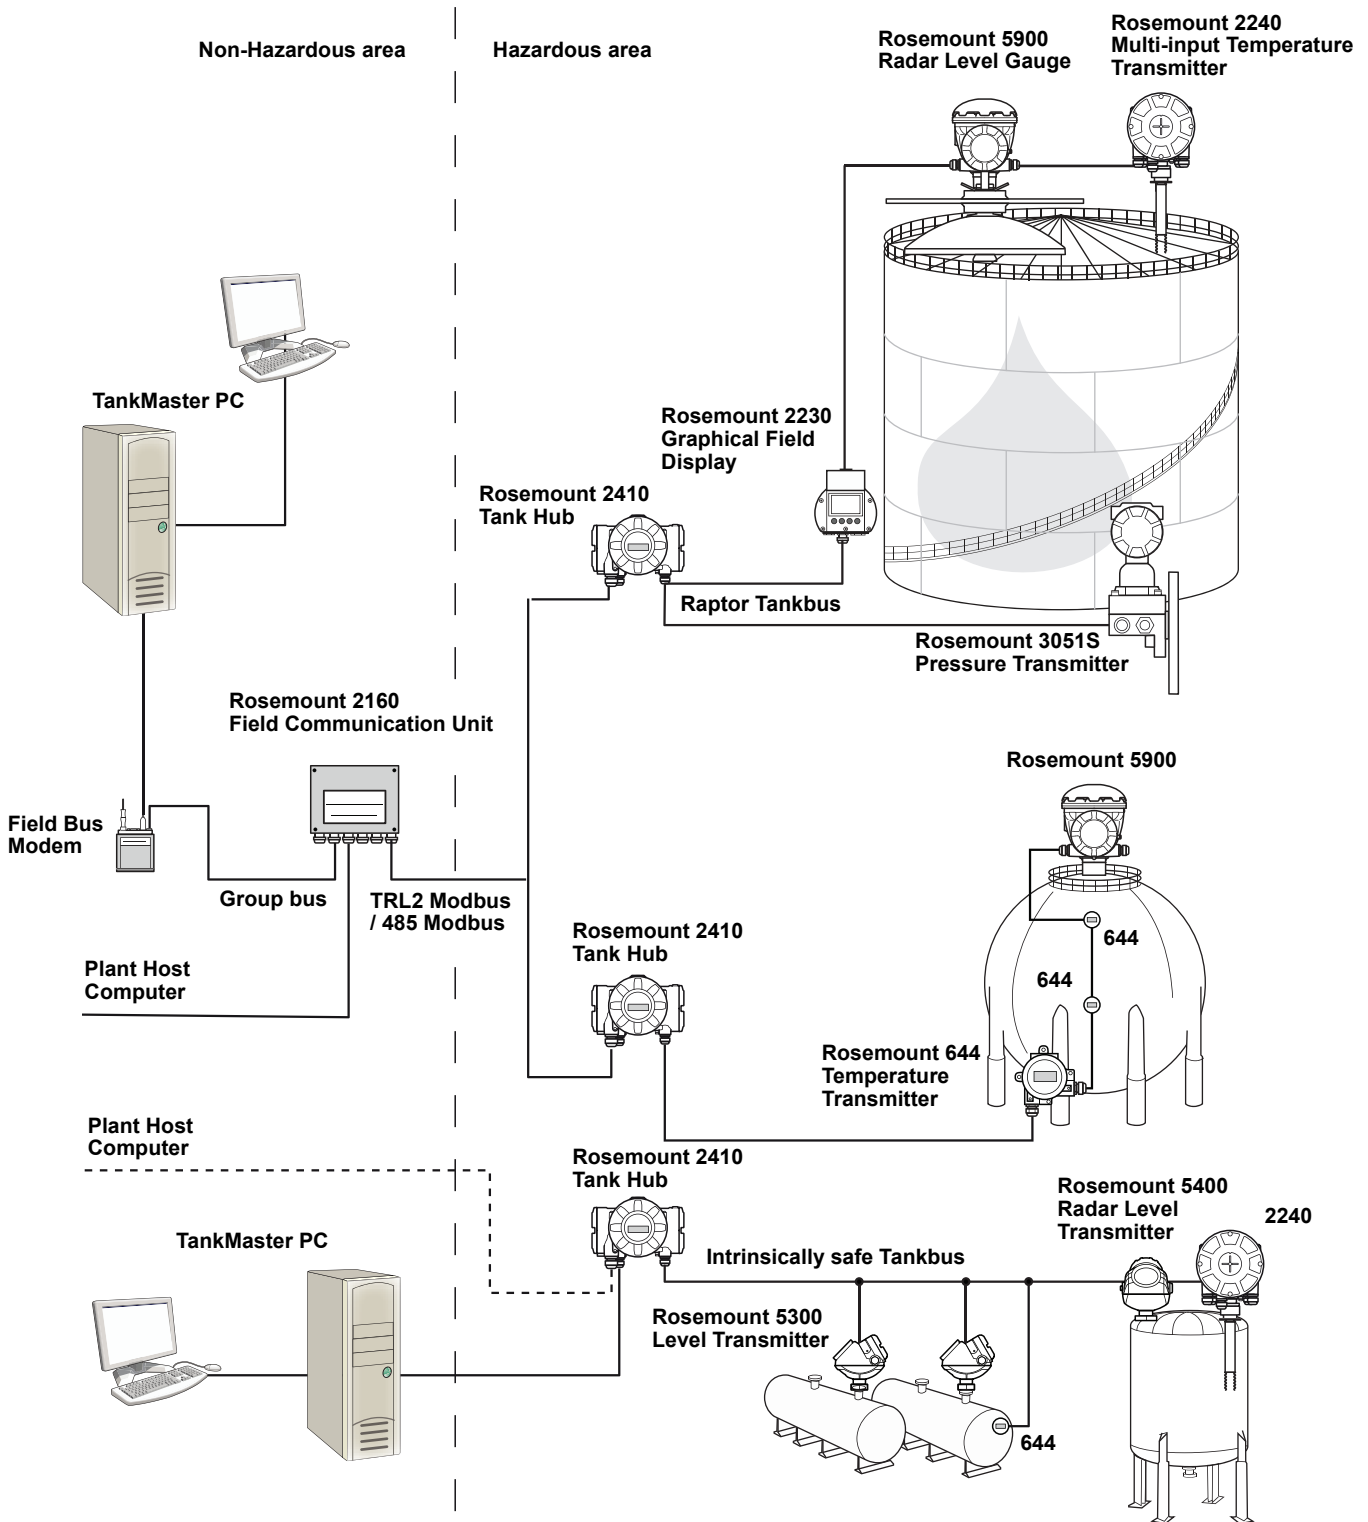 Non-Hazardous area
Hazardous area
Rosemount 5900
Radar Level Gauge
Rosemount 2240
Multi-input Temperature
Transmitter
TankMaster PC
Rosemount 2230
Graphical Field
Display
Rosemount 2410
Tank Hub
Raptor Tankbus
Rosemount 3051S
Pressure Transmitter
Rosemount 2160
Field Communication Unit
Rosemount 5900
Field Bus
Modem
Group bus
TRL2 Modbus
/ 485 Modbus
Rosemount 2410
Tank Hub
644
644
Plant Host
Computer
Rosemount 644
Temperature
Transmitter
Plant Host
Computer
Rosemount 2410
Tank Hub
Rosemount 5400
Radar Level
Transmitter
2240
TankMaster PC
Intrinsically safe Tankbus
Rosemount 5300
Level Transmitter
644